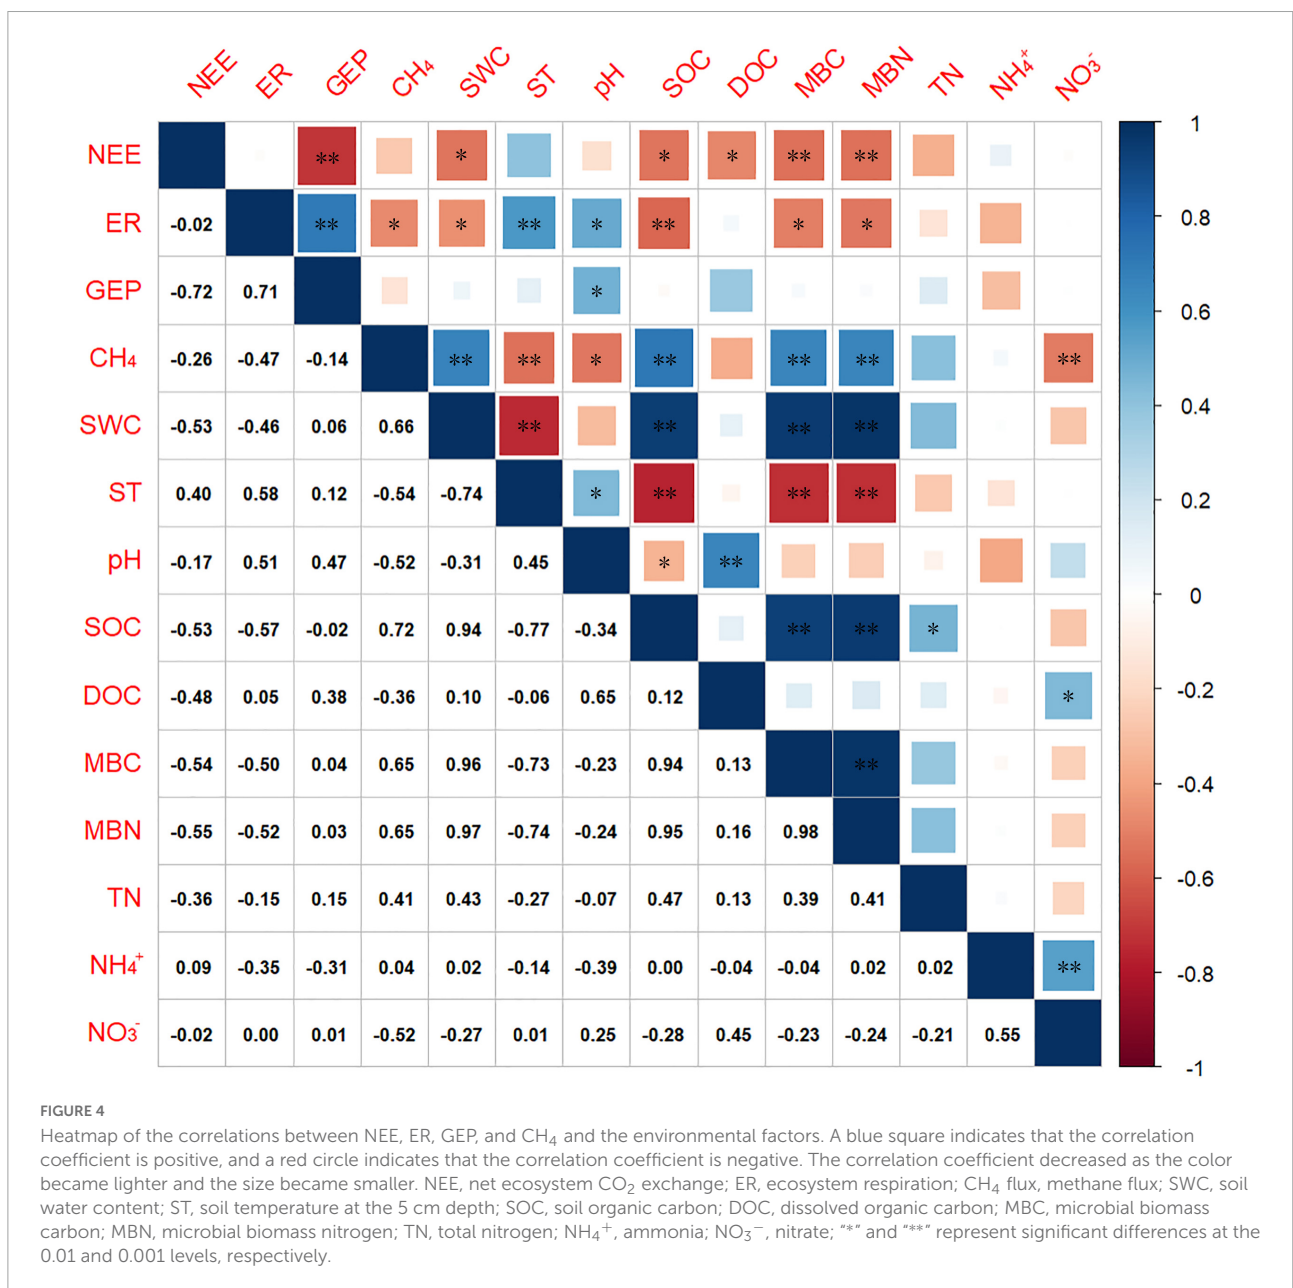 NEE ER GEP CH₄ SWC ST pH SOC DOC MBC MBN TN NH₄⁺ NO₃⁻
NEE ** * * * ** ** 1
ER -0.02 ** * * ** * ** * * 0.8
GEP -0.72 0.71 * 0.6
CH₄ -0.26 -0.47 -0.14 ** ** * ** ** ** ** 0.4
SWC -0.53 -0.46 0.06 0.66 ** ** ** **
ST 0.40 0.58 0.12 -0.54 -0.74 * ** ** ** 0.2
pH -0.17 0.51 0.47 -0.52 -0.31 0.45 * ** 0
SOC -0.53 -0.57 -0.02 0.72 0.94 -0.77 -0.34 ** ** *
DOC -0.48 0.05 0.38 -0.36 0.10 -0.06 0.65 0.12 * -0.2
MBC -0.54 -0.50 0.04 0.65 0.96 -0.73 -0.23 0.94 0.13 ** -0.4
MBN -0.55 -0.52 0.03 0.65 0.97 -0.74 -0.24 0.95 0.16 0.98
TN -0.36 -0.15 0.15 0.41 0.43 -0.27 -0.07 0.47 0.13 0.39 0.41 -0.6
NH₄⁺ 0.09 -0.35 -0.31 0.04 0.02 -0.14 -0.39 0.00 -0.04 -0.04 0.02 0.02 ** -0.8
NO₃⁻ -0.02 0.00 0.01 -0.52 -0.27 0.01 0.25 -0.28 0.45 -0.23 -0.24 -0.21 0.55 -1
FIGURE 4
Heatmap of the correlations between NEE, ER, GEP, and CH₄ and the environmental factors. A blue square indicates that the correlation
coefficient is positive, and a red circle indicates that the correlation coefficient is negative. The correlation coefficient decreased as the color
became lighter and the size became smaller. NEE, net ecosystem CO₂ exchange; ER, ecosystem respiration; CH₄ flux, methane flux; SWC, soil
water content; ST, soil temperature at the 5 cm depth; SOC, soil organic carbon; DOC, dissolved organic carbon; MBC, microbial biomass
carbon; MBN, microbial biomass nitrogen; TN, total nitrogen; NH₄⁺, ammonia; NO₃⁻, nitrate; “*” and “**” represent significant differences at the
0.01 and 0.001 levels, respectively.